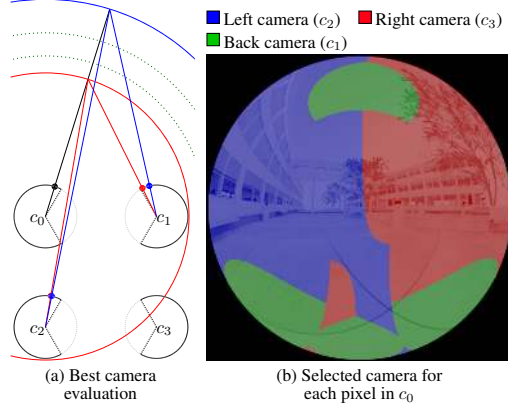 Left camera (c₂) Right camera (c₃)
Back camera (c₁)
c₀ c₁
c₂ c₃
(a) Best camera
evaluation
(b) Selected camera for
each pixel in c₀